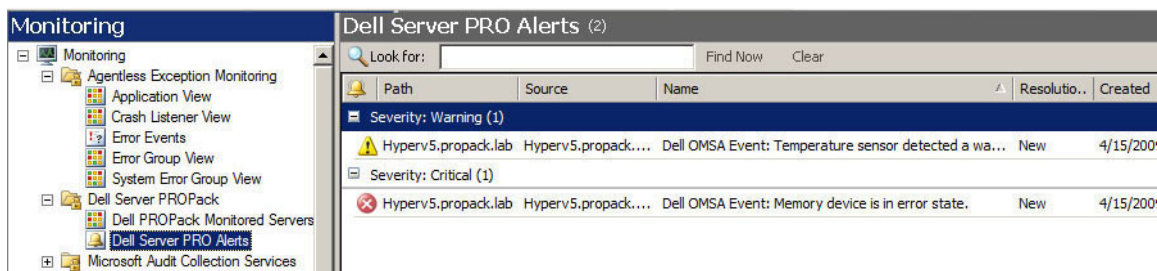 Monitoring
Monitoring
Agentless Exception Monitoring
Application View
Crash Listener View
Error Events
Error Group View
System Error Group View
Dell Server PROPack
Dell PROPack Monitored Servers
Dell Server PRO Alerts
Microsoft Audit Collection Services
Dell Server PRO Alerts (2)
Look for: Find Now Clear
Path Source Name Resolutio.. Created
Severity: Warning (1)
Hyperv5.propack.lab Hyperv5.propack.... Dell OMSA Event: Temperature sensor detected a wa... New 4/15/2009
Severity: Critical (1)
Hyperv5.propack.lab Hyperv5.propack.... Dell OMSA Event: Memory device is in error state. New 4/15/2009